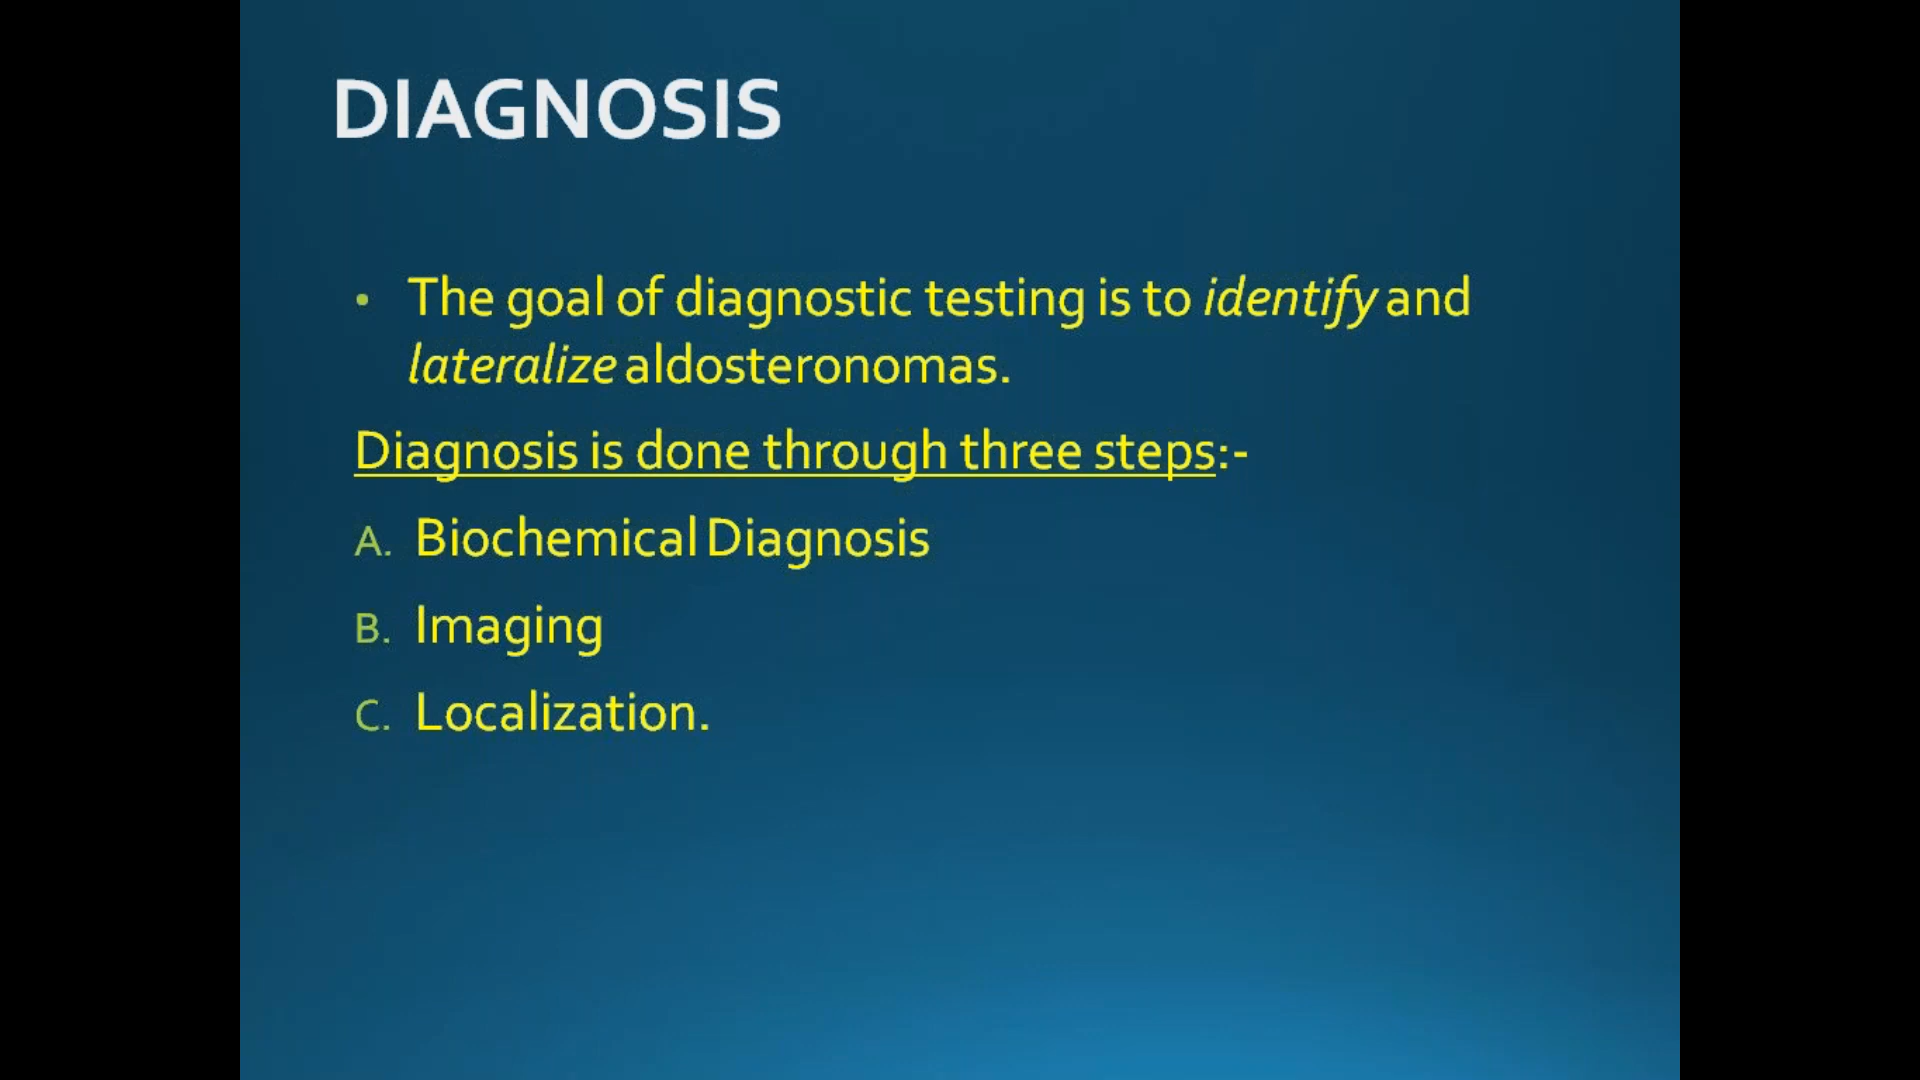 DIAGNOSIS
• The goal of diagnostic testing is to identify and
lateralize aldosteronomas.
Diagnosis is done through three steps:-
A. Biochemical Diagnosis
B. Imaging
C. Localization.